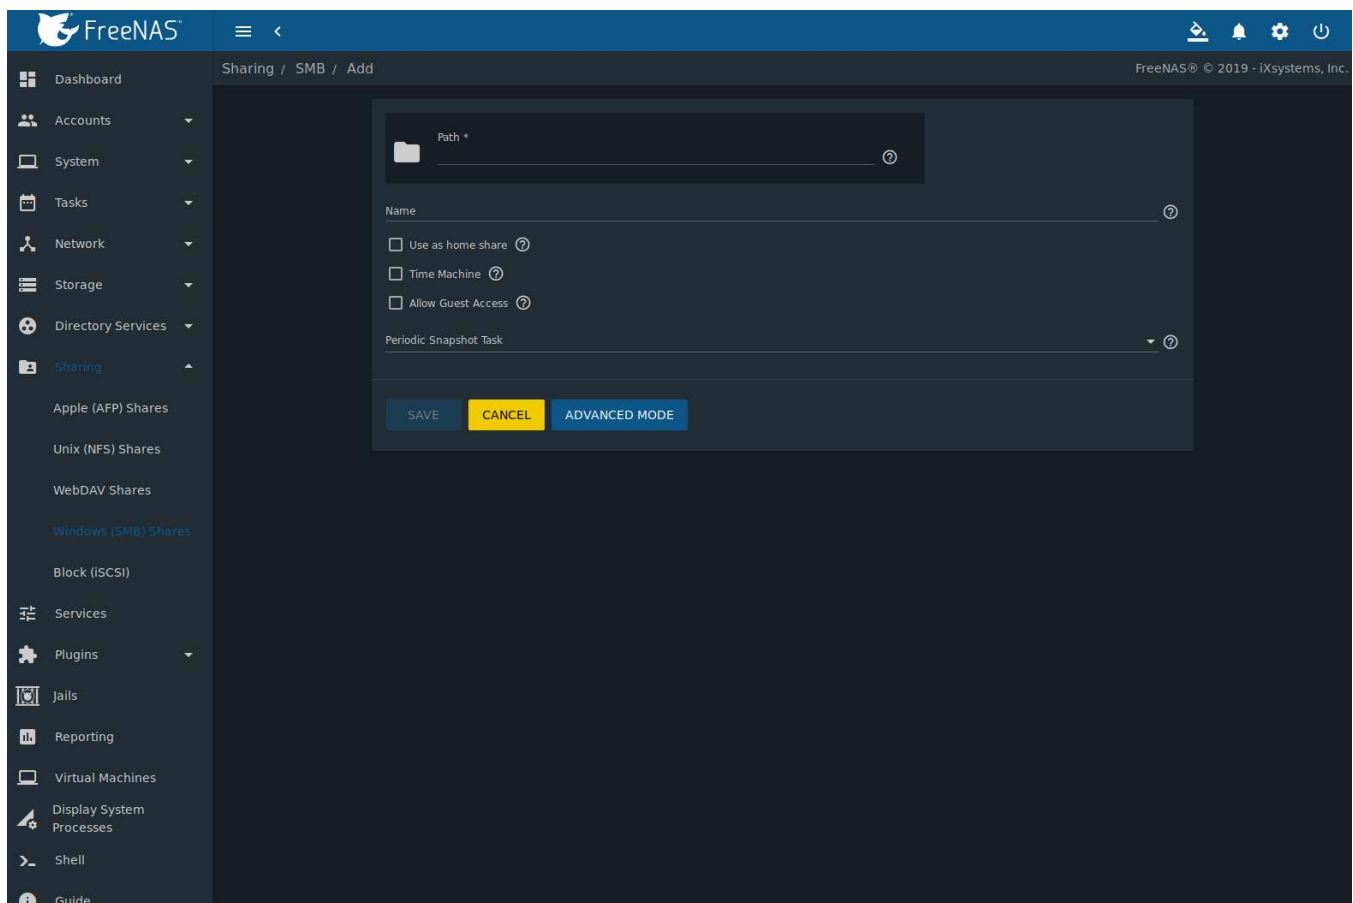 FreeNAS™
Sharing / SMB / Add
FreeNAS® © 2019 - iXsystems, Inc.
Dashboard
Accounts
System
Tasks
Network
Storage
Directory Services
Sharing
Apple (AFP) Shares
Unix (NFS) Shares
WebDAV Shares
Windows (SMB) Shares
Block (iSCSI)
Services
Plugins
Jails
Reporting
Virtual Machines
Display System
Processes
Shell
Guide
Path *
Name
Use as home share
Time Machine
Allow Guest Access
Periodic Snapshot Task
SAVE
CANCEL
ADVANCED MODE